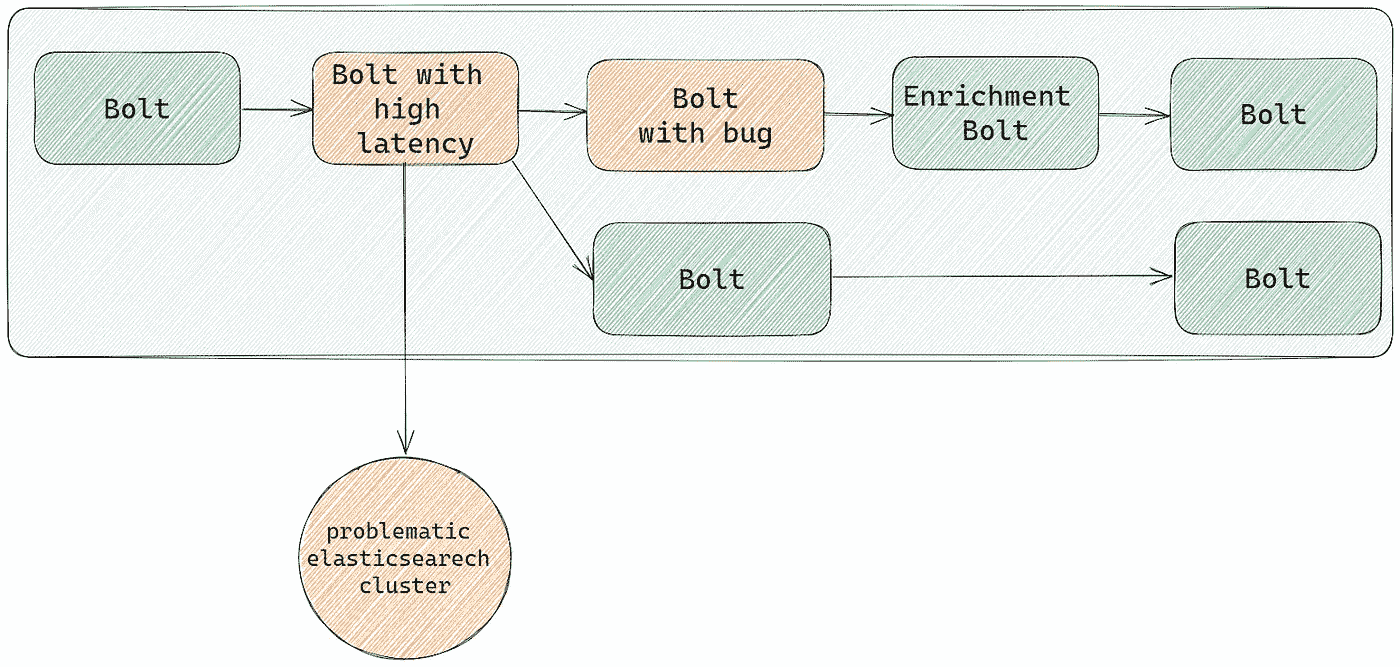 Bolt
Bolt with
high
latency
Bolt
with bug
Enrichment
Bolt
Bolt
Bolt
Bolt
problematic
elasticsearech
cluster